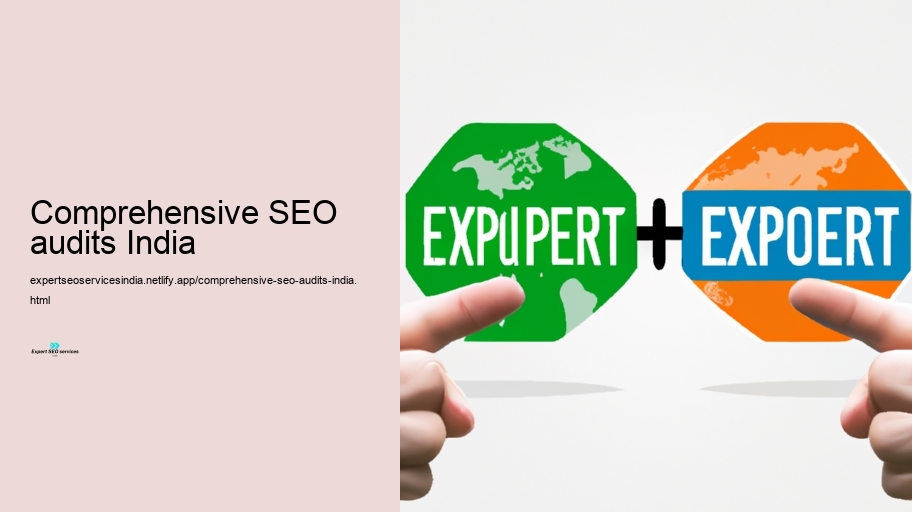 Comprehensive SEO
audits India
expertseoservicesindia.netlify.app/comprehensive-seo-audits-india.
html
Expert SEO services
EXPUPERT
EXPOERT